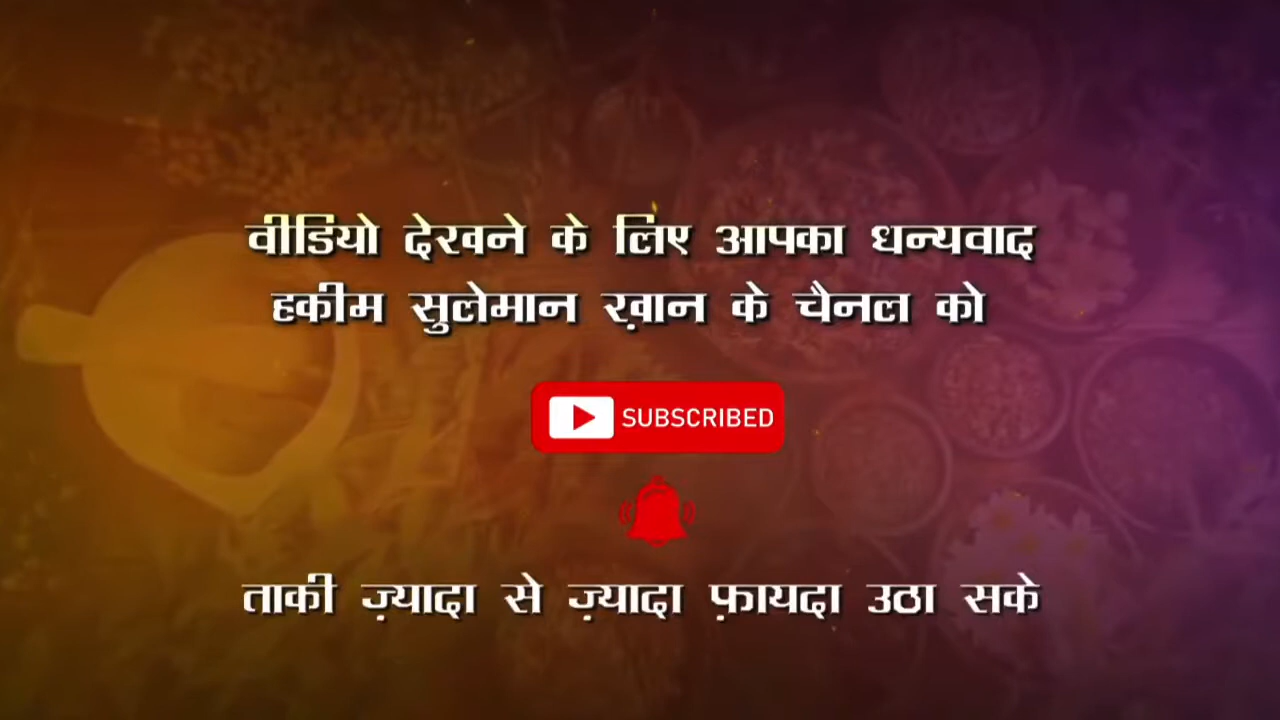 वीडियो देखने के लिए आपका धन्यवाद
हकीम सुलेमान ख़ान के चैनल को
SUBSCRIBED
ताकी ज़्यादा से ज़्यादा फ़ायदा उठा सके